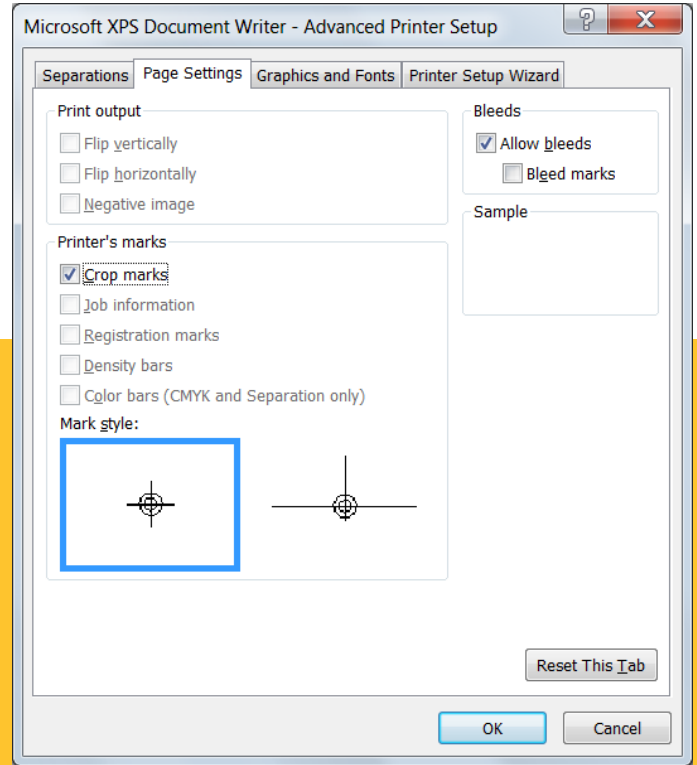 Microsoft XPS Document Writer - Advanced Printer Setup
Separations Page Settings Graphics and Fonts Printer Setup Wizard
Print output
Flip vertically
Flip horizontally
Negative image
Bleeds
Allow bleeds
Bleed marks
Sample
Printer's marks
Crop marks
Job information
Registration marks
Density bars
Color bars (CMYK and Separation only)
Mark style:
Reset This Tab
OK Cancel